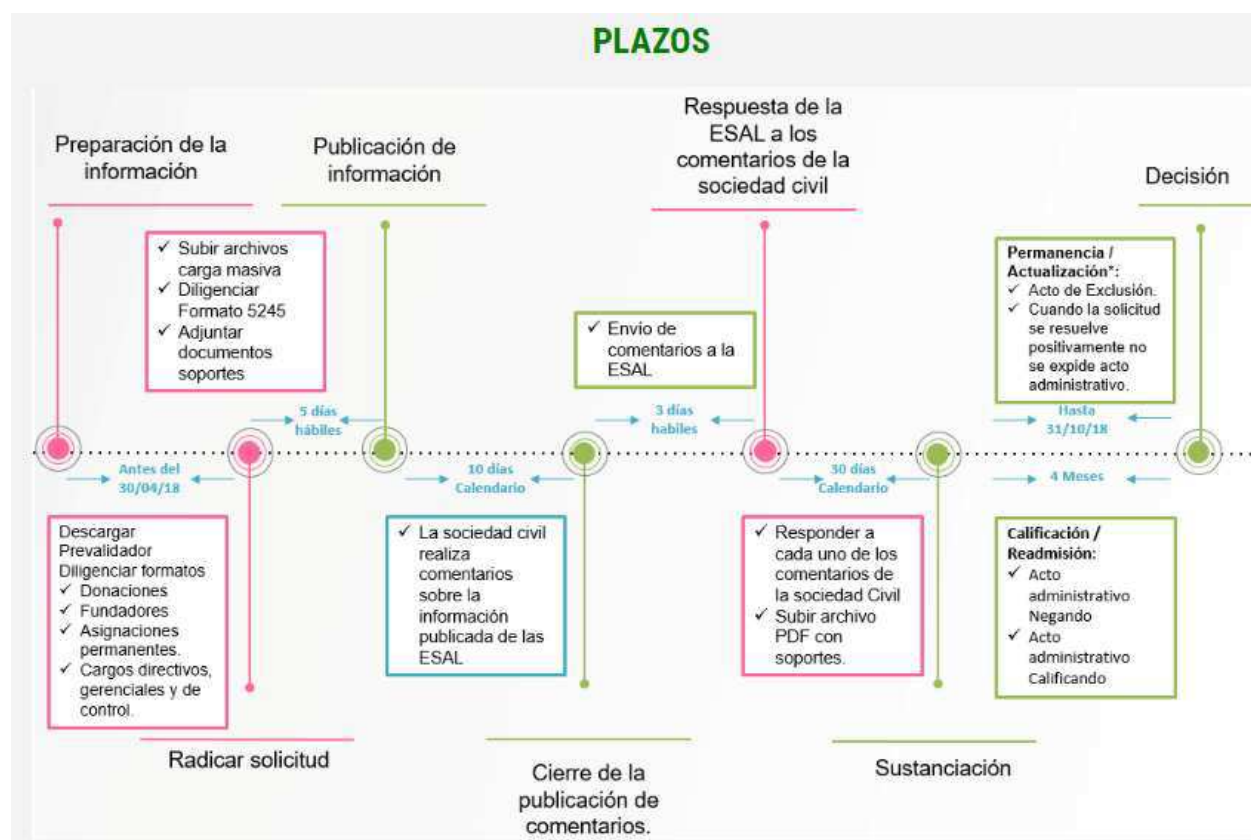 PLAZOS
Preparación de la
información
Publicación de
información
Respuesta de la
ESAL a los
comentarios de la
sociedad civil
Decisión
✓ Subir archivos
carga masiva
✓ Diligenciar
Formato 5245
✓ Adjuntar
documentos
soportes
✓ Envío de
comentarios a la
ESAL
Permanencia /
Actualización*:
✓ Acto de Exclusión.
✓ Cuando la solicitud
se resuelve
positivamente no
se expide acto
administrativo.
5 días
hábiles
3 días
habiles
Hasta
31/10/18
Antes del
30/04/18
10 días
Calendario
30 días
Calendario
4 Meses
Descargar
Prevalidador
Diligenciar formatos
✓ Donaciones
✓ Fundadores
✓ Asignaciones
permanentes.
✓ Cargos directivos,
gerenciales y de
control.
✓ La sociedad civil
realiza
comentarios
sobre la
información
publicada de las
ESAL
✓ Responder a
cada uno de los
comentarios de
la sociedad Civil
✓ Subir archivo
PDF con
soportes.
Calificación /
Readmisión:
✓ Acto
administrativo
Negando
✓ Acto
administrativo
Calificando
Radicar solicitud
Cierre de la
publicación de
comentarios.
Sustanciación